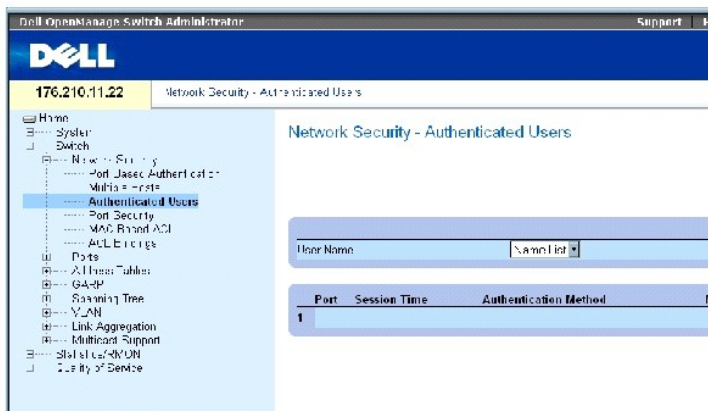 Dell OpenManage Switch Administrator
Support
DELL
176.210.11.22
Network Security - Authenticated Users
Home
System
Switch
Network Security
Port Based Authentication
Multiple Hosts
Authenticated Users
Port Security
MAC Based ACL
ACL Bindings
Ports
Address Tables
GARP
Spanning Tree
VLAN
Link Aggregation
Multicast Support
Statistics/RMON
Quality of Service
Network Security - Authenticated Users
User Name
Name List
Port Session Time Authentication Method
1